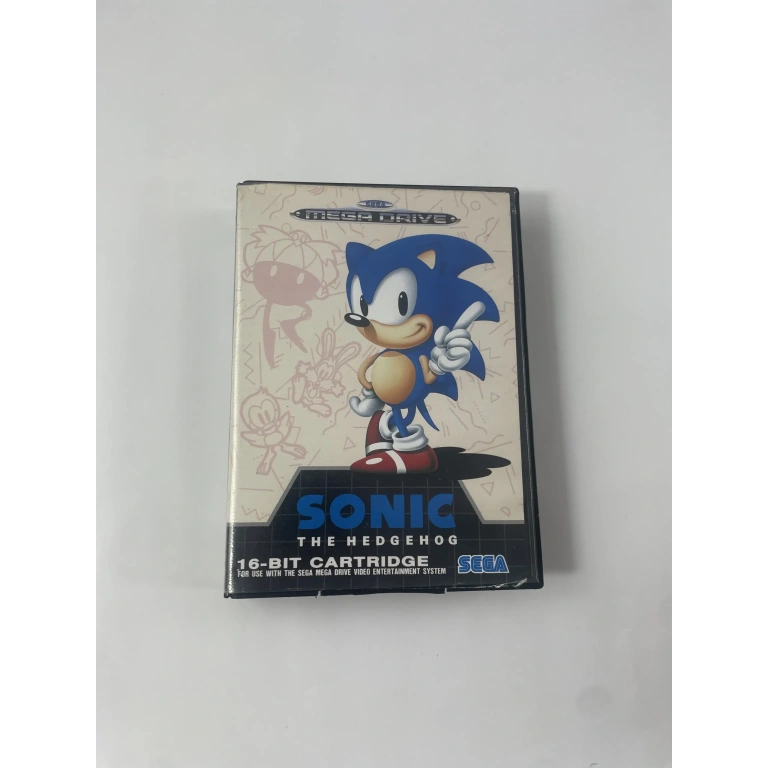 SEGA
MEGA DRIVE
SONIC
THE HEDGEHOG
16-BIT CARTRIDGE
FOR USE WITH THE SEGA MEGA DRIVE VIDEO ENTERTAINMENT SYSTEM
SEGA